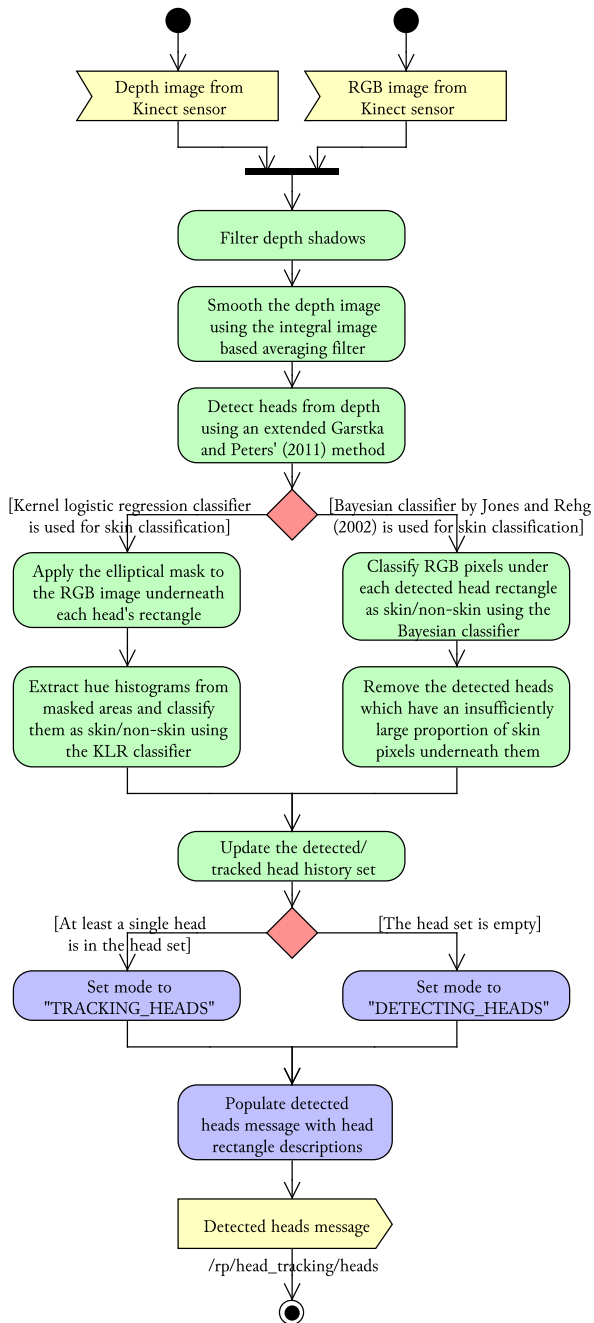 Depth image from
Kinect sensor
RGB image from
Kinect sensor
Filter depth shadows
Smooth the depth image
using the integral image
based averaging filter
Detect heads from depth
using an extended Garstka
and Peters' (2011) method
[Kernel logistic regression classifier
is used for skin classification]
[Bayesian classifier by Jones and Rehg
(2002) is used for skin classification]
Apply the elliptical mask to
the RGB image underneath
each head's rectangle
Classify RGB pixels under
each detected head rectangle
as skin/non-skin using the
Bayesian classifier
Extract hue histograms from
masked areas and classify
them as skin/non-skin using
the KLR classifier
Remove the detected heads
which have an insufficiently
large proportion of skin
pixels underneath them
Update the detected/
tracked head history set
[At least a single head
is in the head set]
[The head set is empty]
Set mode to
"TRACKING_HEADS"
Set mode to
"DETECTING_HEADS"
Populate detected
heads message with head
rectangle descriptions
Detected heads message
/rp/head_tracking/heads